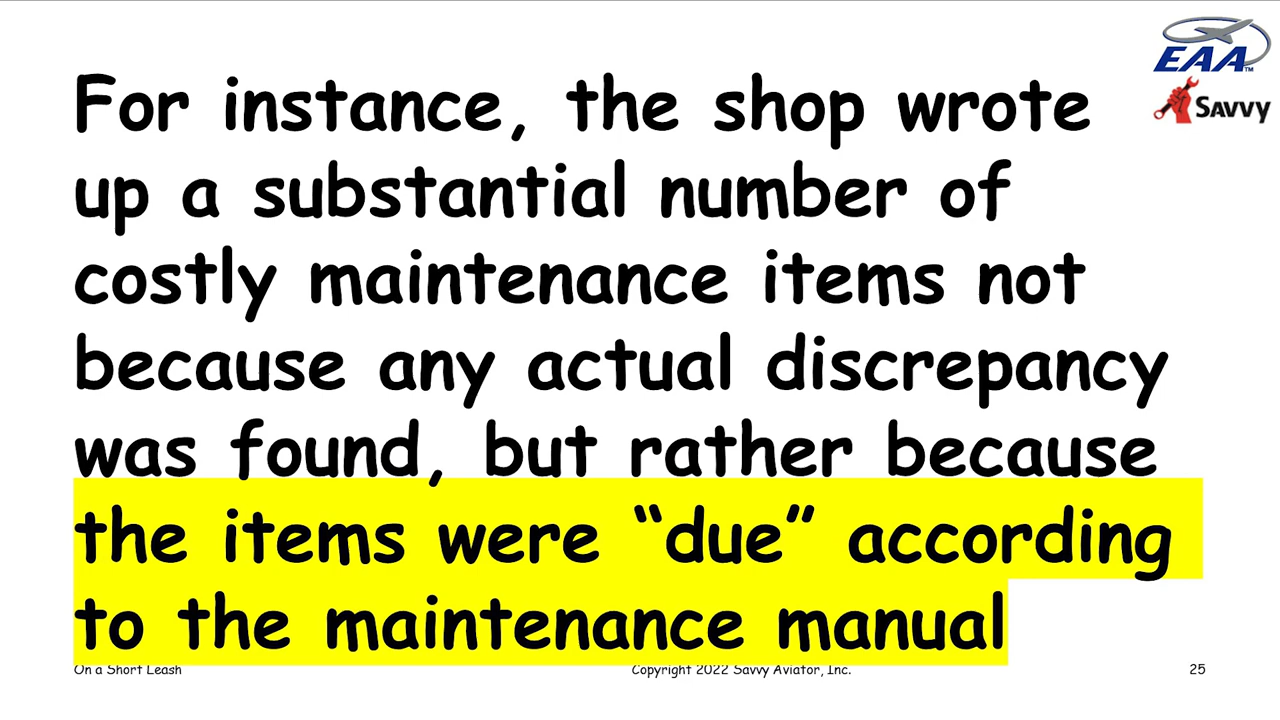 EAA™
Savvy
For instance, the shop wrote
up a substantial number of
costly maintenance items not
because any actual discrepancy
was found, but rather because
the items were “due” according
to the maintenance manual
On a Short Leash
Copyright 2022 Savvy Aviator, Inc.
25